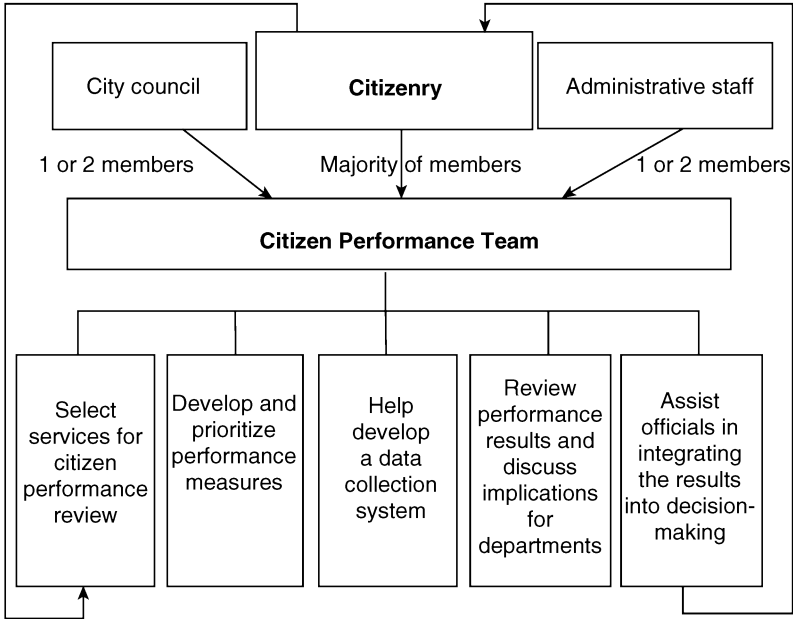 City council
Citizenry
Administrative staff
1 or 2 members
Majority of members
1 or 2 members
Citizen Performance Team
Select
services for
citizen
performance
review
Develop and
prioritize
performance
measures
Help
develop
a data
collection
system
Review
performance
results and
discuss
implications
for
departments
Assist
officials in
integrating
the results
into decision-
making